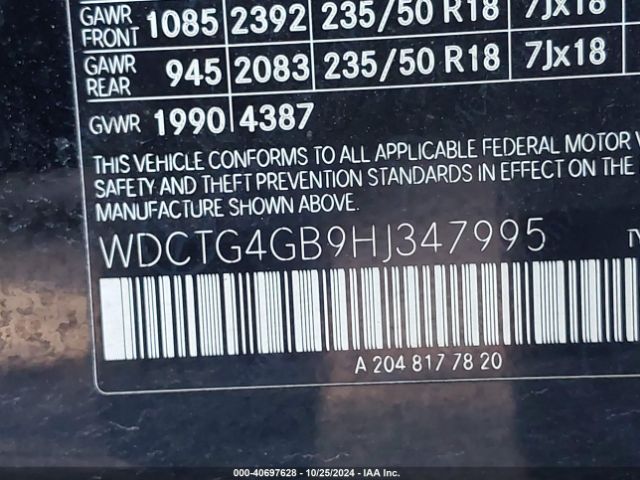 GAWR FRONT 1085 2392 235/50 R18 7Jx18
GAWR REAR 945 2083 235/50 R18 7Jx18
GVWR 1990 4387
THIS VEHICLE CONFORMS TO ALL APPLICABLE FEDERAL MOTOR V
SAFETY AND THEFT PREVENTION STANDARDS IN EFFECT ON THE
MANUFACTURE SHOWN ABOVE.
WDCTG4GB9HJ347995
A 204 817 78 20
000-40697628 - 10/25/2024 - IAA Inc.